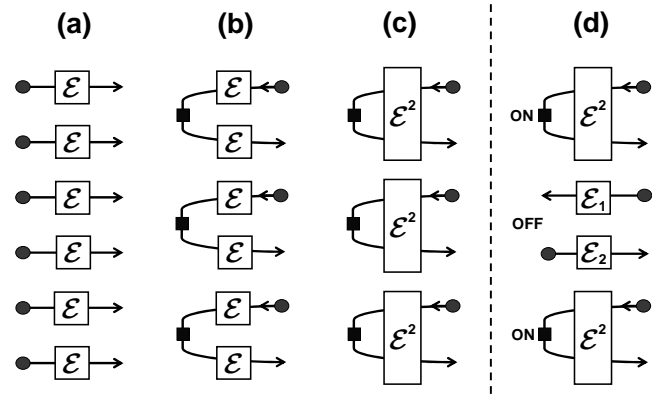 (a) (b) (c) (d)
ℰ ℰ ℰ² ON ℰ²
ℰ ℰ
ℰ ℰ ℰ² OFF ℰ₁
ℰ ℰ ℰ₂
ℰ ℰ ℰ² ON ℰ²
ℰ ℰ